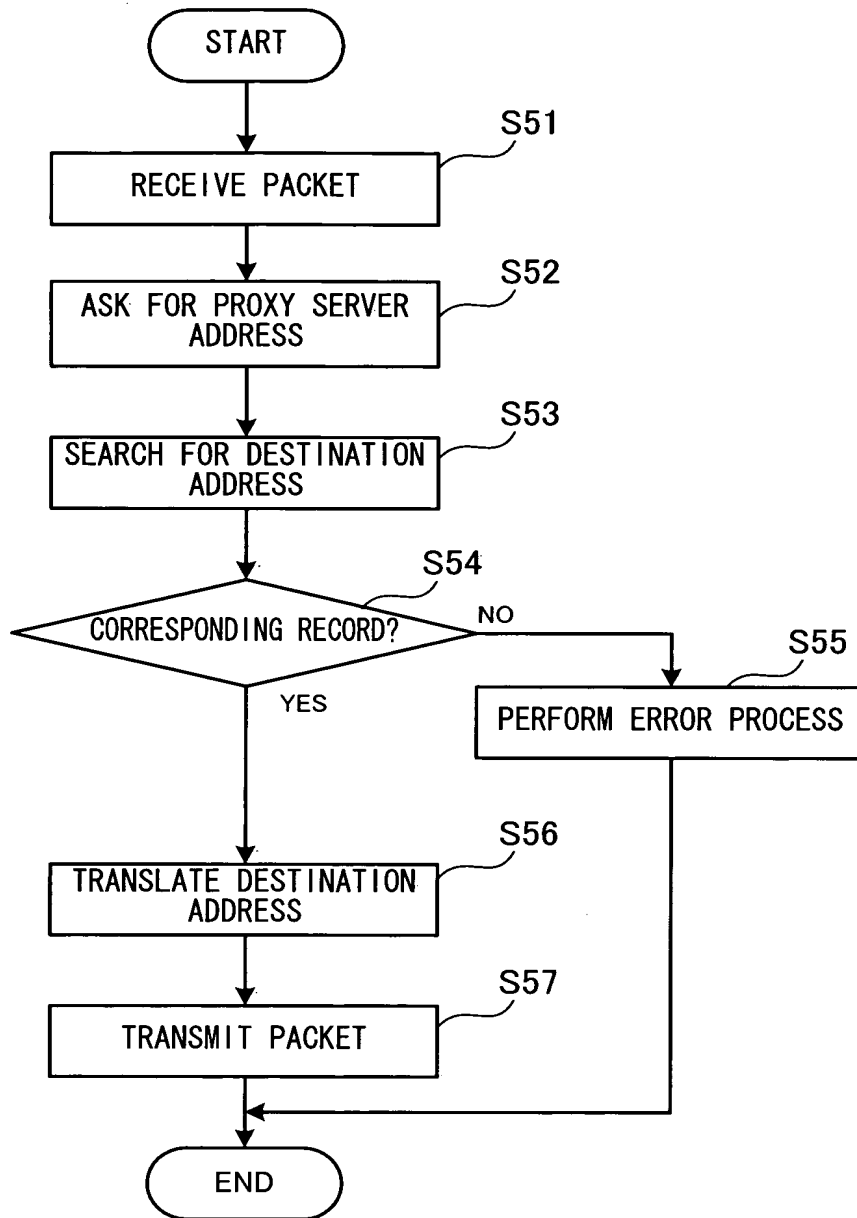 START
S51
RECEIVE PACKET
S52
ASK FOR PROXY SERVER
ADDRESS
S53
SEARCH FOR DESTINATION
ADDRESS
S54
CORRESPONDING RECORD?
NO
YES
S55
PERFORM ERROR PROCESS
S56
TRANSLATE DESTINATION
ADDRESS
S57
TRANSMIT PACKET
END